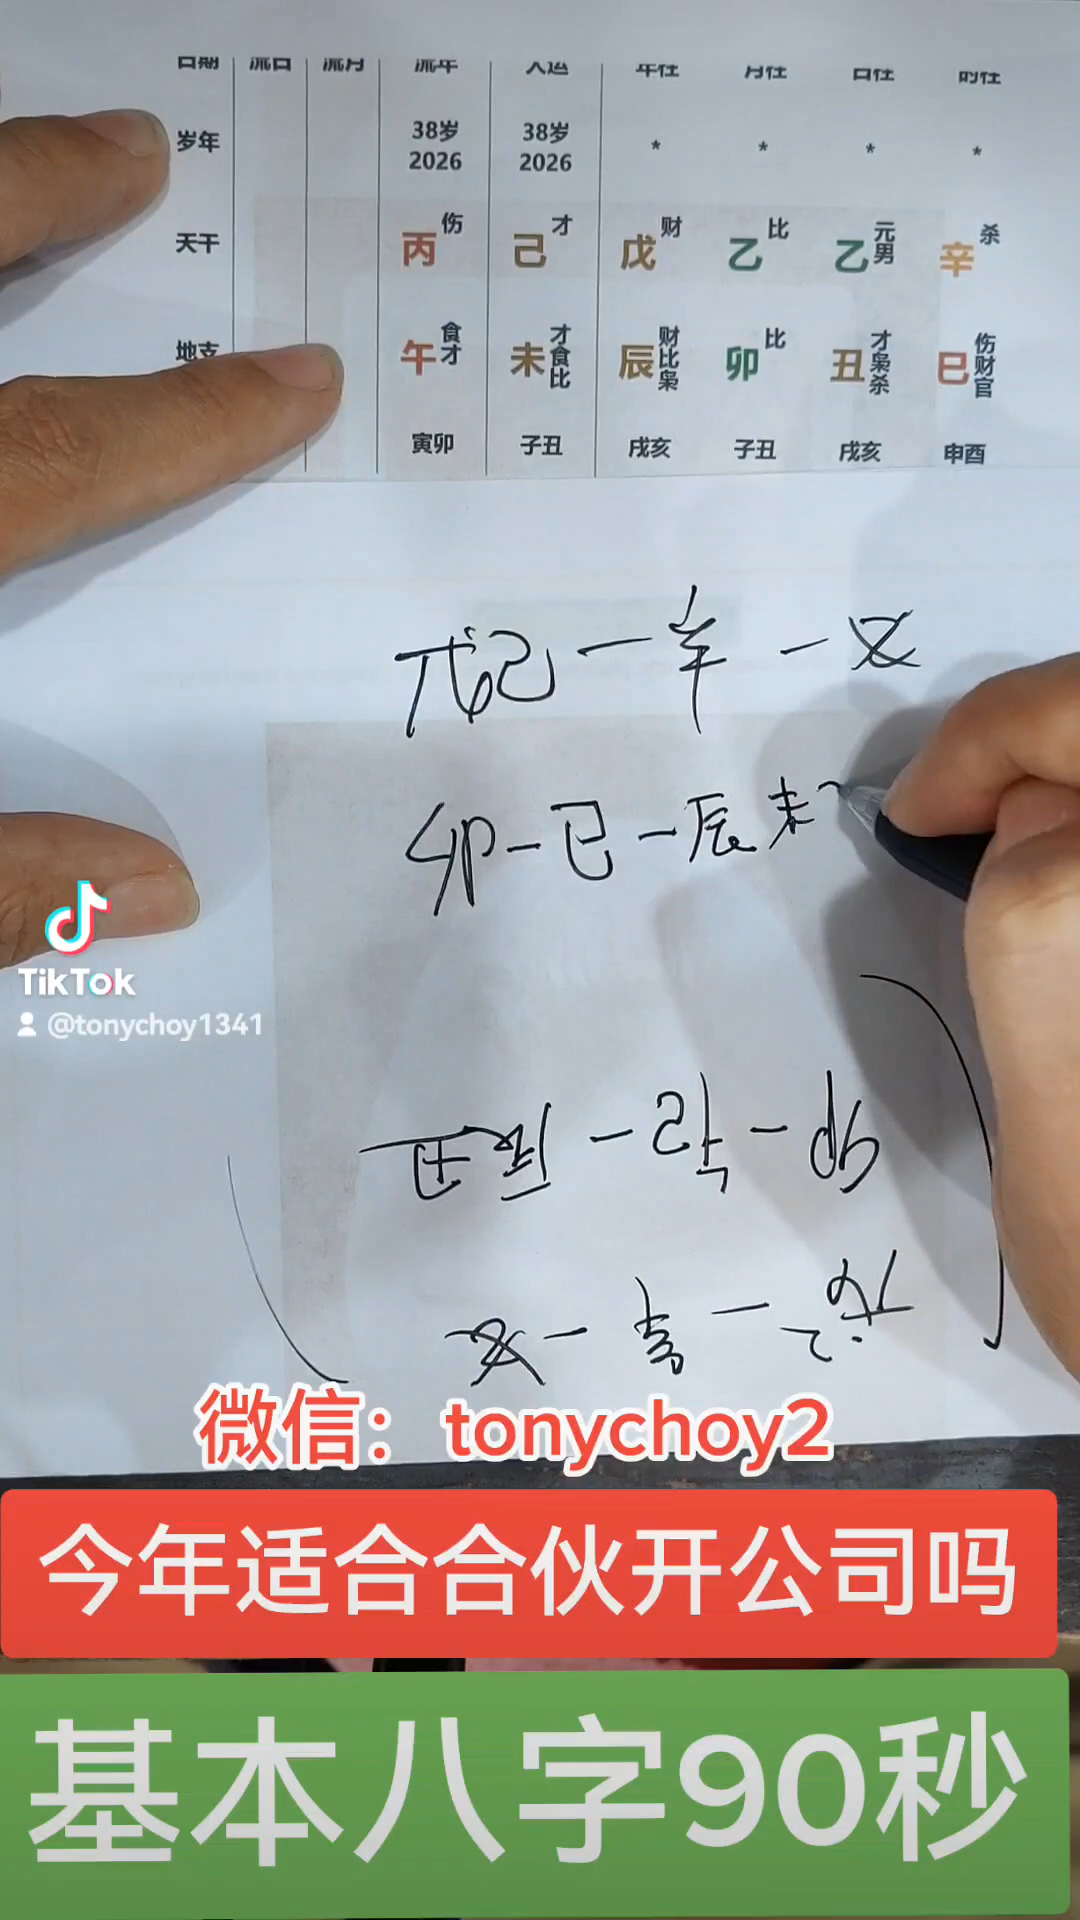 日期 流日 流月 流年 大运 年柱 月柱 日柱 时柱
岁年 38岁 2026 38岁 2026 * * * *
天干 丙 伤 己 才 戊 财 乙 比 乙 元男 辛 杀
地支 午 食才 未 才食比 辰 财比枭 卯 比 丑 才枭杀 巳 伤财官
寅卯 子丑 戌亥 子丑 戌亥 申酉
戊己一辛一乂
卯一巳一辰未
TikTok
@tonychoy1341
微信：tonychoy2
今年适合合伙开公司吗
基本八字90秒